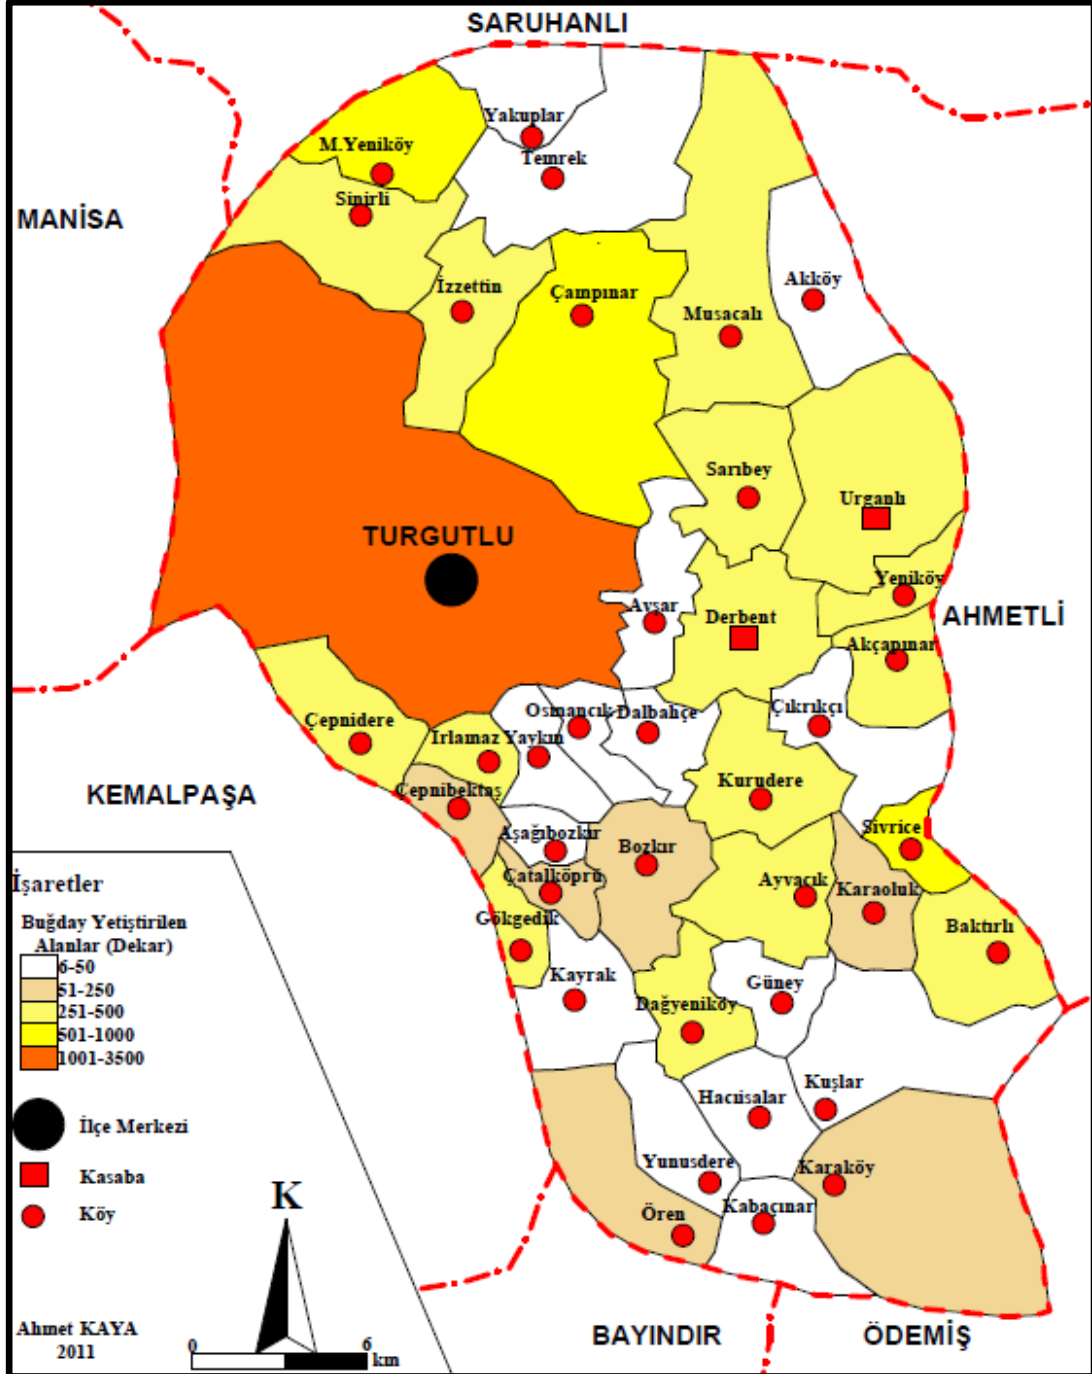 SARUHANLI
Yakuplar
M.Yeniköy
Temrek
Sinirli
MANİSA
Akköy
İzzettin
Çampınar
Musacalı
Sarıbey
Urganlı
TURGUTLU
Yeniköy
Avşar
Derbent
AHMETLİ
Akçapınar
Çıkrıkçı
Osmancık
Dalbahçe
Çepnidere
Irlamaz
Yaykın
Kurudere
Çepnibektaş
KEMALPAŞA
Aşağıbozkır
Sivrice
Bozkır
Çatalköprü
Ayvacık
Karaoluk
Gökgedik
Baktırlı
Kayrak
Güney
Dağyeniköy
Hacıisalar
Kuşlar
Yunusdere
Karaköy
Ören
Kabaçınar
BAYINDIR
ÖDEMİŞ
İşaretler
Buğday Yetiştirilen
Alanlar (Dekar)
6-50
51-250
251-500
501-1000
1001-3500
İlçe Merkezi
Kasaba
Köy
K
Ahmet KAYA
2011
0 6
km